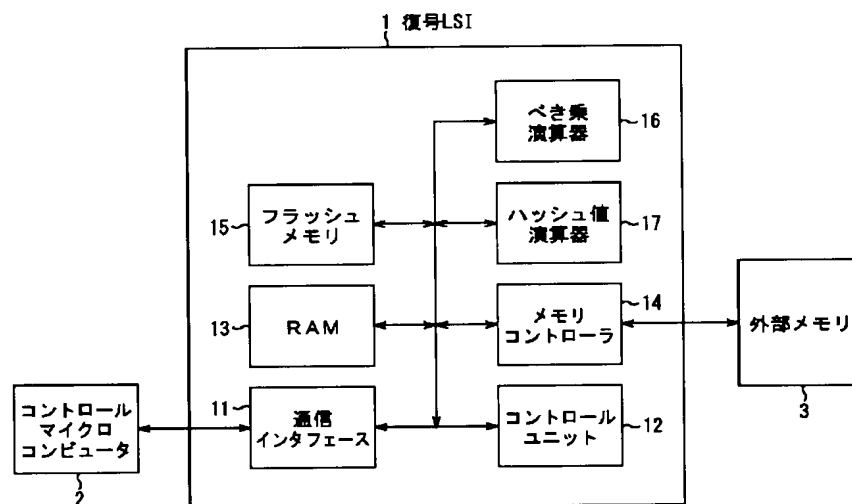 1 復号LSI
べき乗
演算器
16
15
フラッシュ
メモリ
ハッシュ値
演算器
17
13
RAM
メモリ
コントローラ
14
外部メモリ
3
コントロール
マイクロ
コンピュータ
2
11
通信
インタフェース
コントロール
ユニット
12